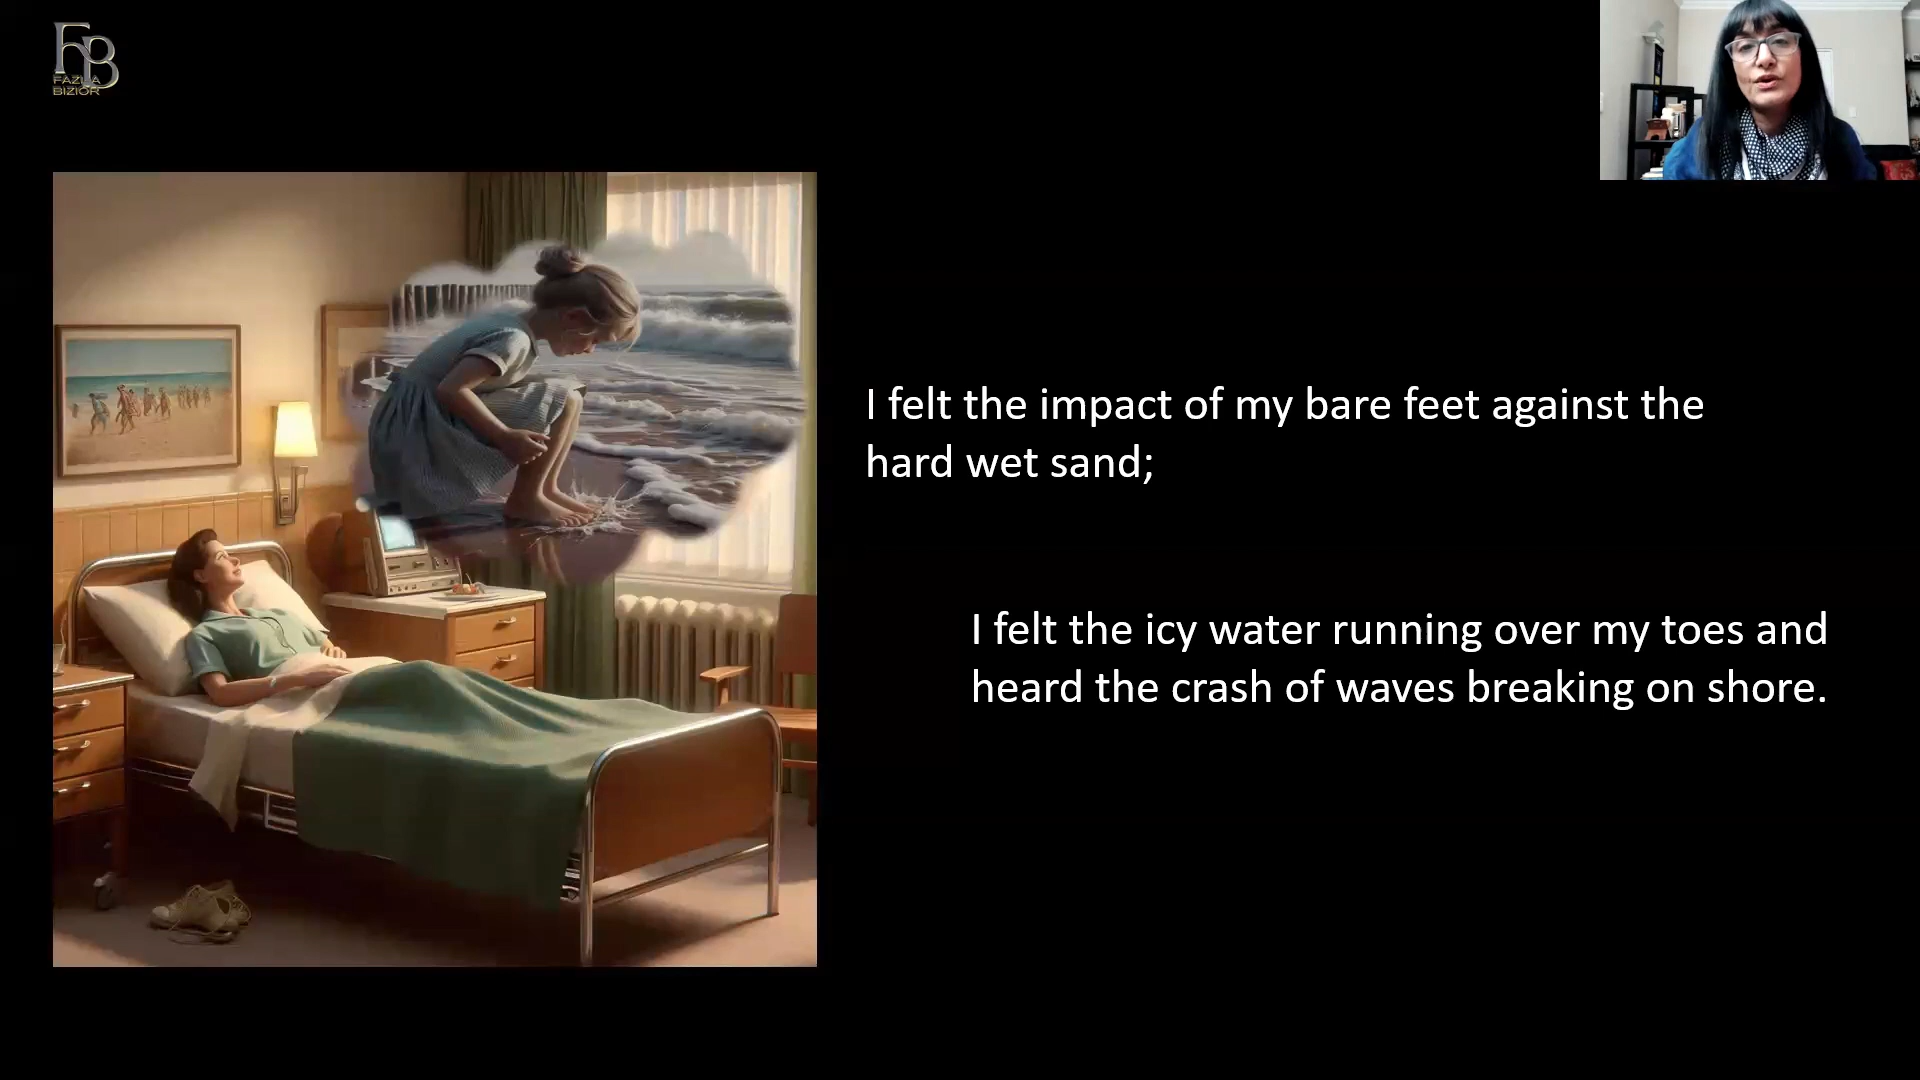 FB
FAZILA
BIZIOR
I felt the impact of my bare feet against the
hard wet sand;
I felt the icy water running over my toes and
heard the crash of waves breaking on shore.